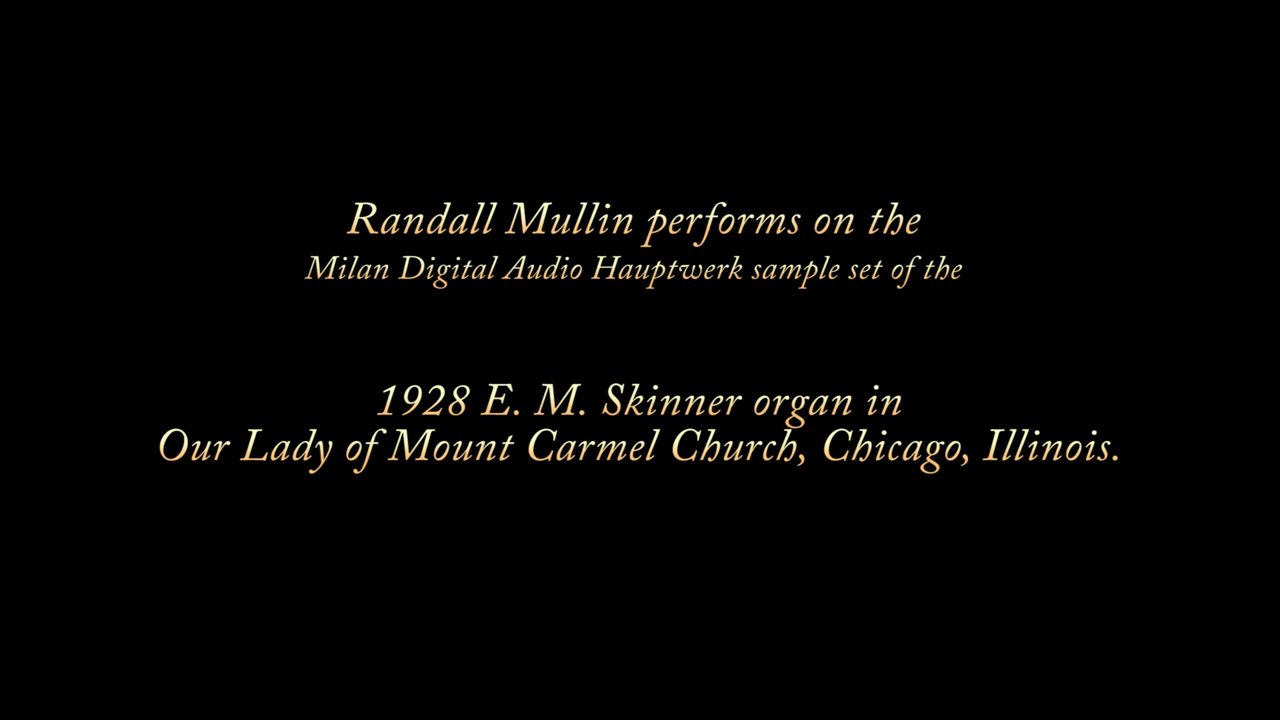 Randall Mullin performs on the
Milan Digital Audio Hauptwerk sample set of the
1928 E. M. Skinner organ in
Our Lady of Mount Carmel Church, Chicago, Illinois.